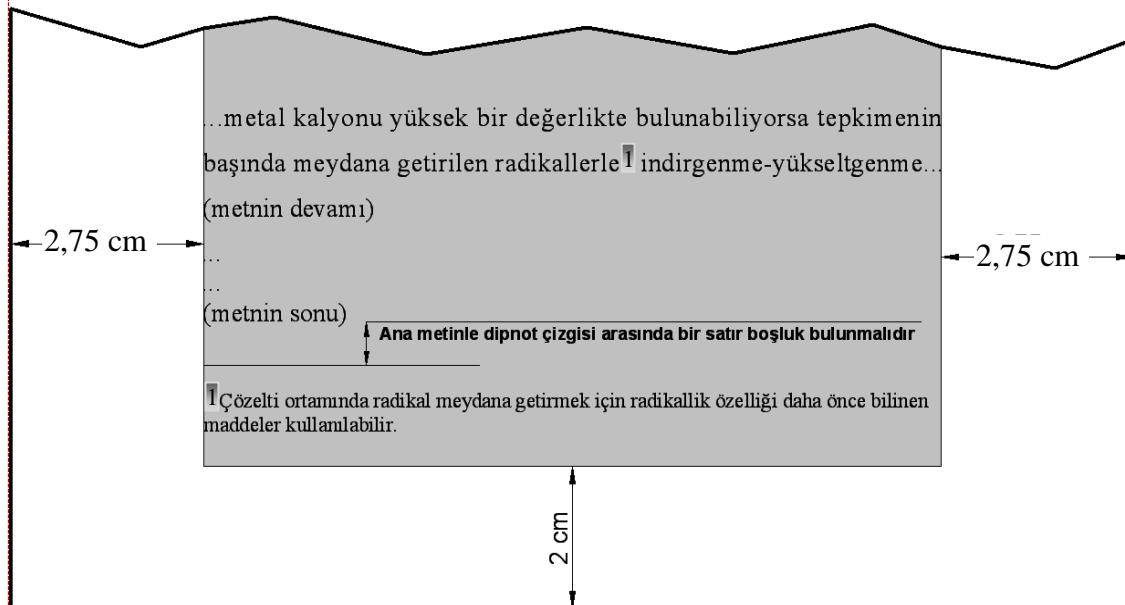 ...metal kalyonu yüksek bir değerlikte bulunabiliyorsa tepkimenin
başında meydana getirilen radikallerle 1 indirgenme-yükseltgenme...
(metnin devamı)
2,75 cm
2,75 cm
...
...
(metnin sonu)
Ana metinle dipnot çizgisi arasında bir satır boşluk bulunmalıdır
1Çözelti ortamında radikal meydana getirmek için radikallik özelliği daha önce bilinen
maddeler kullanılabilir.
2 cm